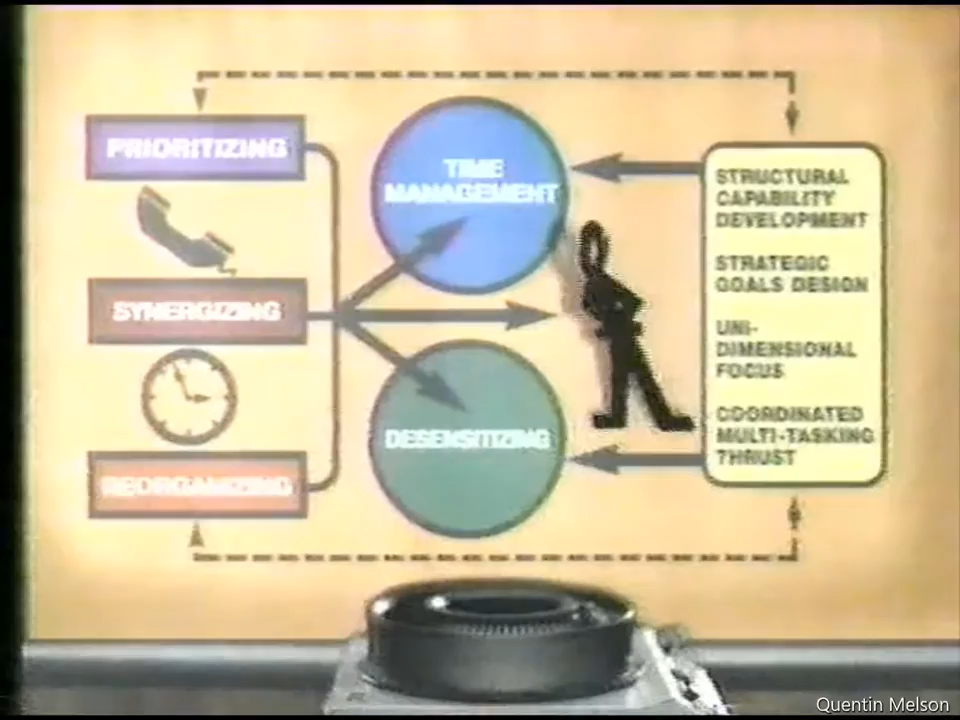 PRIORITIZING
SYNERGIZING
REORGANIZING
TIME
MANAGEMENT
DESENSITIZING
STRUCTURAL
CAPABILITY
DEVELOPMENT
STRATEGIC
GOALS DESIGN
UNI-
DIMENSIONAL
FOCUS
COORDINATED
MULTI-TASKING
THRUST
Quentin Melson